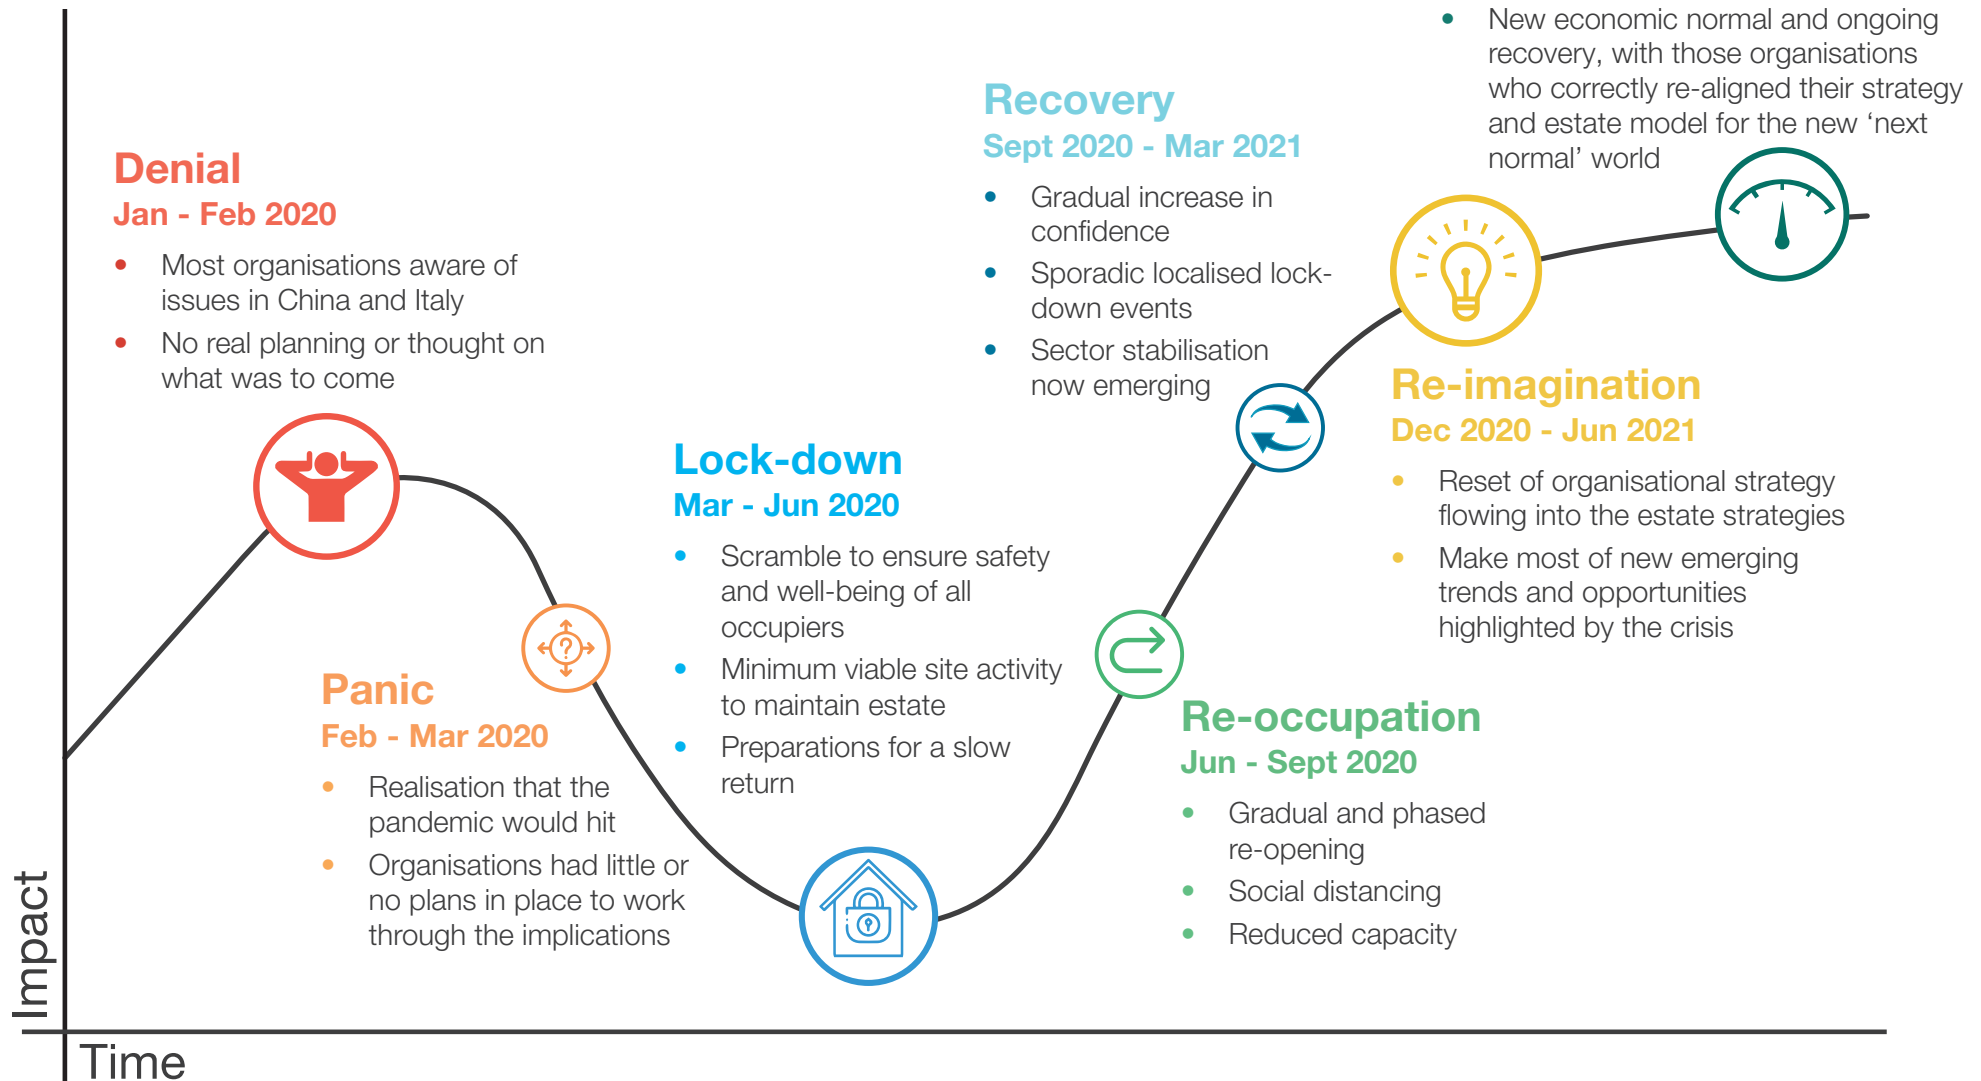 Denial
Jan - Feb 2020
• Most organisations aware of
issues in China and Italy
• No real planning or thought on
what was to come
Panic
Feb - Mar 2020
• Realisation that the
pandemic would hit
• Organisations had little or
no plans in place to work
through the implications
Lock-down
Mar - Jun 2020
• Scramble to ensure safety
and well-being of all
occupiers
• Minimum viable site activity
to maintain estate
• Preparations for a slow
return
Re-occupation
Jun - Sept 2020
• Gradual and phased
re-opening
• Social distancing
• Reduced capacity
Recovery
Sept 2020 - Mar 2021
• Gradual increase in
confidence
• Sporadic localised lock-
down events
• Sector stabilisation
now emerging
Re-imagination
Dec 2020 - Jun 2021
• Reset of organisational strategy
flowing into the estate strategies
• Make most of new emerging
trends and opportunities
highlighted by the crisis
• New economic normal and ongoing
recovery, with those organisations
who correctly re-aligned their strategy
and estate model for the new ‘next
normal’ world
?
Impact
Time